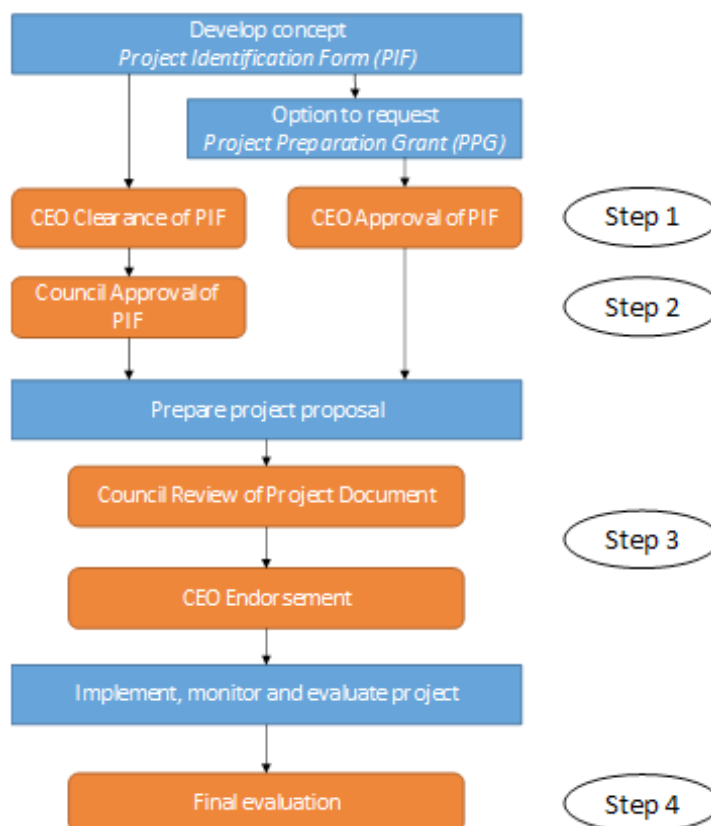 Develop concept
Project Identification Form (PIF)
Option to request
Project Preparation Grant (PPG)
CEO Clearance of PIF
CEO Approval of PIF
Step 1
Council Approval of
PIF
Step 2
Prepare project proposal
Council Review of Project Document
Step 3
CEO Endorsement
Implement, monitor and evaluate project
Final evaluation
Step 4